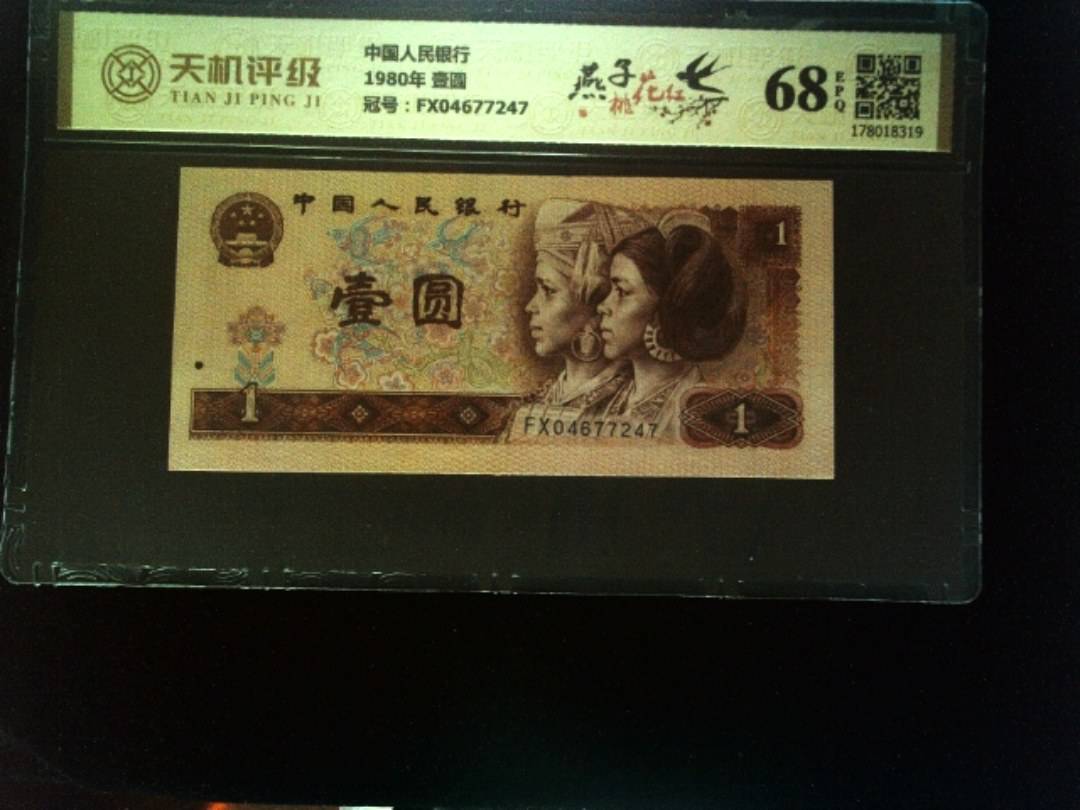 天机评级
TIAN JI PING JI
中国人民银行
1980年 壹圆
冠号：FX04677247
燕子
桃花红
68
EPQ
178018319
中国人民银行
1
壹圆
1
FX04677247
1